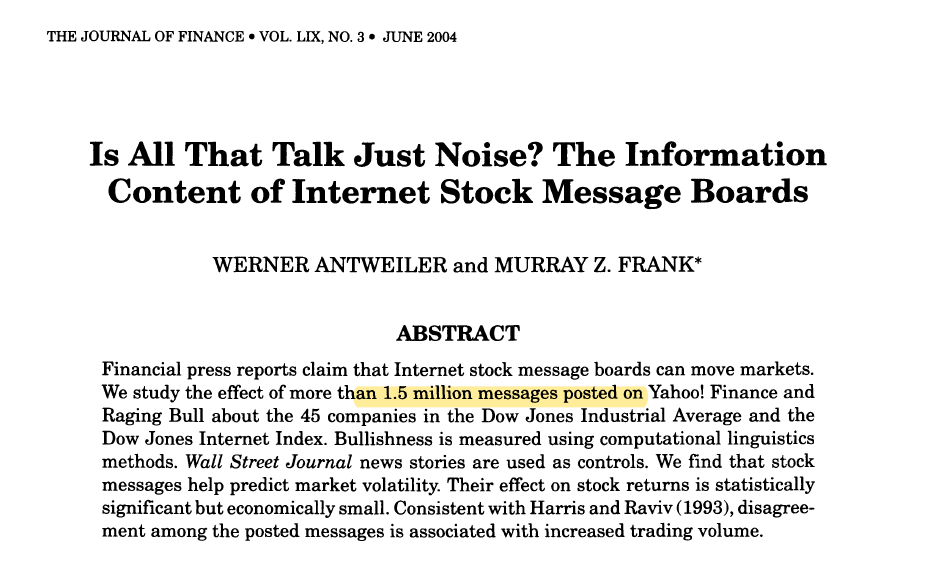 THE JOURNAL OF FINANCE • VOL. LIX, NO. 3 • JUNE 2004
Is All That Talk Just Noise? The Information
Content of Internet Stock Message Boards
WERNER ANTWEILER and MURRAY Z. FRANK*
ABSTRACT
Financial press reports claim that Internet stock message boards can move markets.
We study the effect of more than 1.5 million messages posted on Yahoo! Finance and
Raging Bull about the 45 companies in the Dow Jones Industrial Average and the
Dow Jones Internet Index. Bullishness is measured using computational linguistics
methods. Wall Street Journal news stories are used as controls. We find that stock
messages help predict market volatility. Their effect on stock returns is statistically
significant but economically small. Consistent with Harris and Raviv (1993), disagree-
ment among the posted messages is associated with increased trading volume.